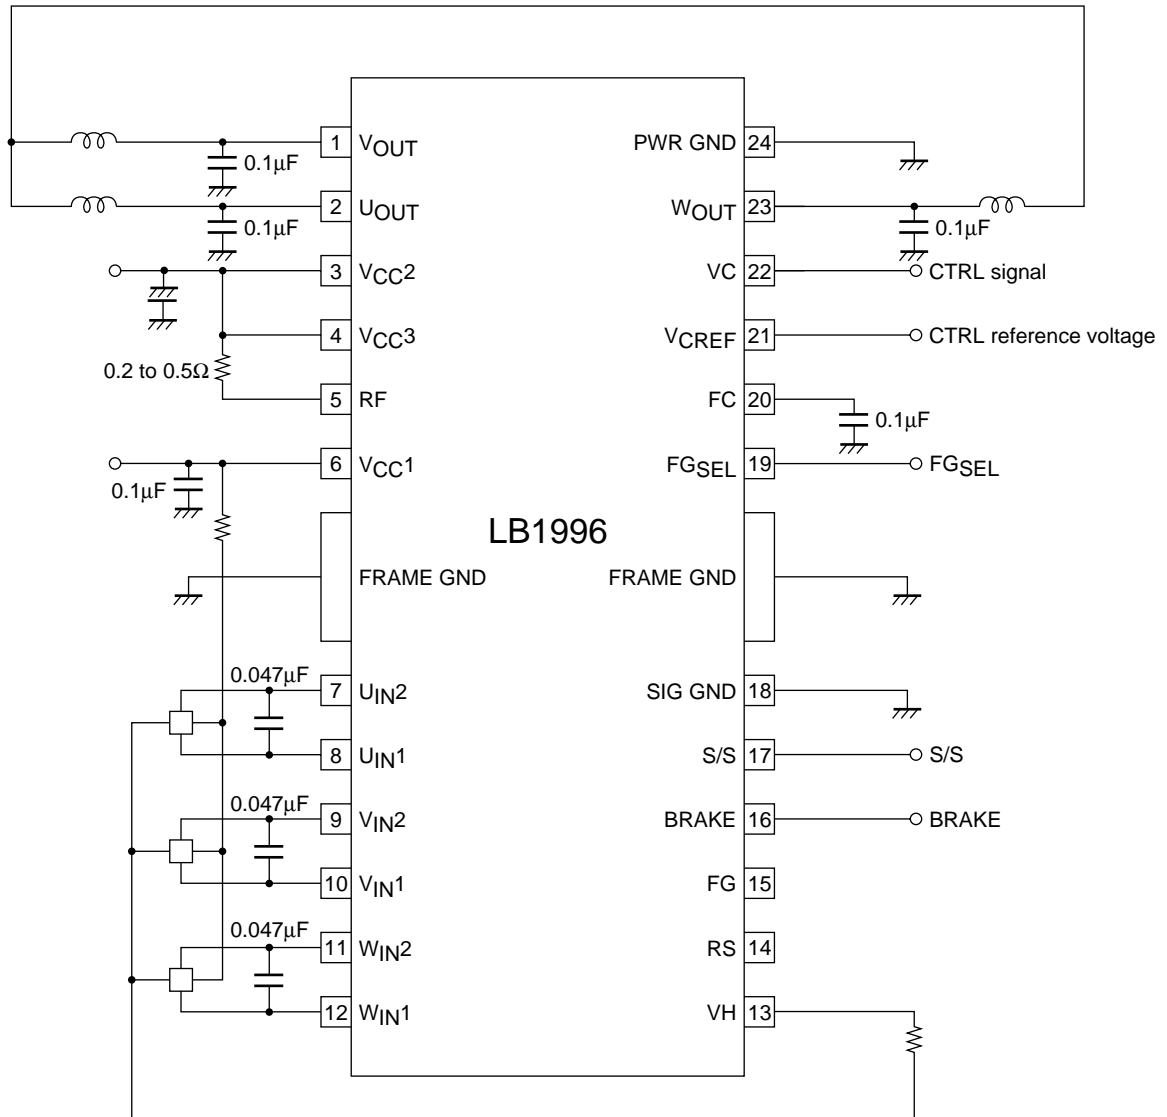 1 VOUT
0.1µF
2 UOUT
0.1µF
3 VCC2
4 VCC3
0.2 to 0.5Ω
5 RF
6 VCC1
0.1µF
FRAME GND
0.047µF
7 UIN2
8 UIN1
0.047µF
9 VIN2
10 VIN1
0.047µF
11 WIN2
12 WIN1
LB1996
PWR GND 24
WOUT 23
0.1µF
VC 22 CTRL signal
VCREF 21 CTRL reference voltage
FC 20
0.1µF
FGSEL 19 FGSEL
FRAME GND
SIG GND 18
S/S 17 S/S
BRAKE 16 BRAKE
FG 15
RS 14
VH 13